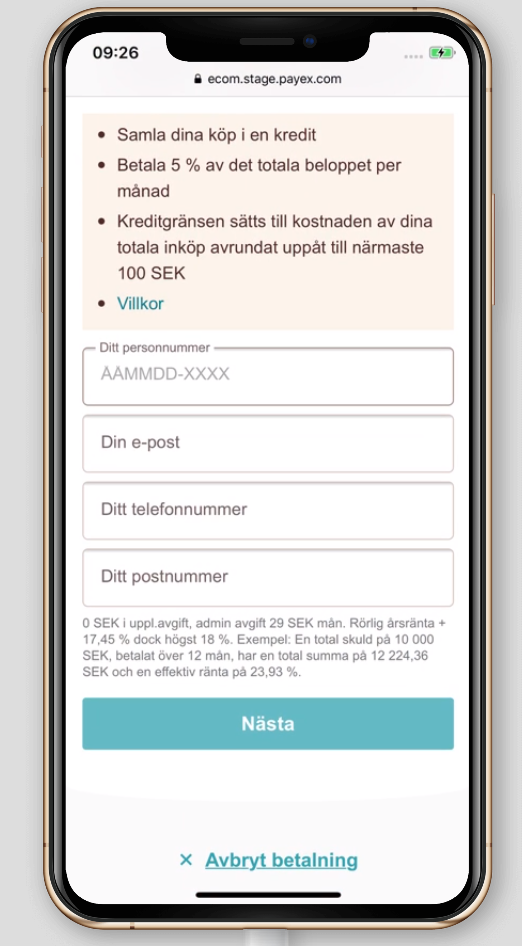 09:26
ecom.stage.payex.com
• Samla dina köp i en kredit
• Betala 5 % av det totala beloppet per
månad
• Kreditgränsen sätts till kostnaden av dina
totala inköp avrundat uppåt till närmaste
100 SEK
• Villkor
Ditt personnummer
ÅÅMMDD-XXXX
Din e-post
Ditt telefonnummer
Ditt postnummer
0 SEK i uppl.avgift, admin avgift 29 SEK mån. Rörlig årsränta +
17,45 % dock högst 18 %. Exempel: En total skuld på 10 000
SEK, betalat över 12 mån, har en total summa på 12 224,36
SEK och en effektiv ränta på 23,93 %.
Nästa
× Avbryt betalning